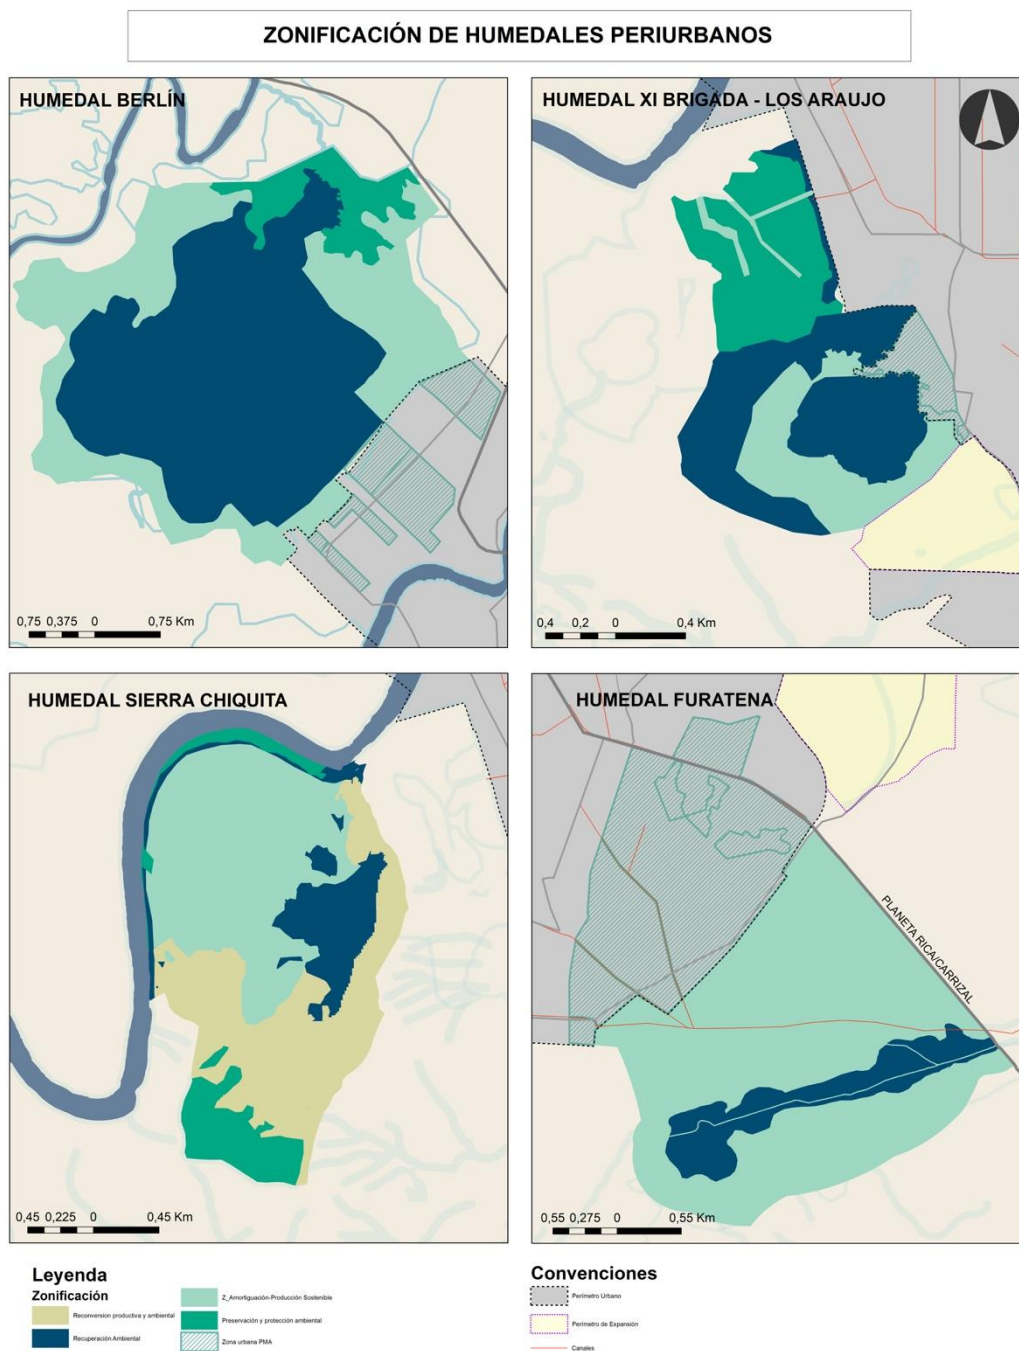 ZONIFICACIÓN DE HUMEDALES PERIURBANOS
HUMEDAL BERLÍN
0,75 0,375 0 0,75 Km
HUMEDAL XI BRIGADA - LOS ARAUJO
0,4 0,2 0 0,4 Km
HUMEDAL SIERRA CHIQUITA
0,45 0,225 0 0,45 Km
HUMEDAL FURATENA
PLANETA RICA/CARRIZAL
0,55 0,275 0 0,55 Km
Leyenda
Zonificación
Reconversion productiva y ambiental
Recuperación Ambiental
Z_Amortiguación-Producción Sostenible
Preservación y protección ambiental
Zona urbana PMA
Convenciones
Perímetro Urbano
Perímetro de Expansión
Canales